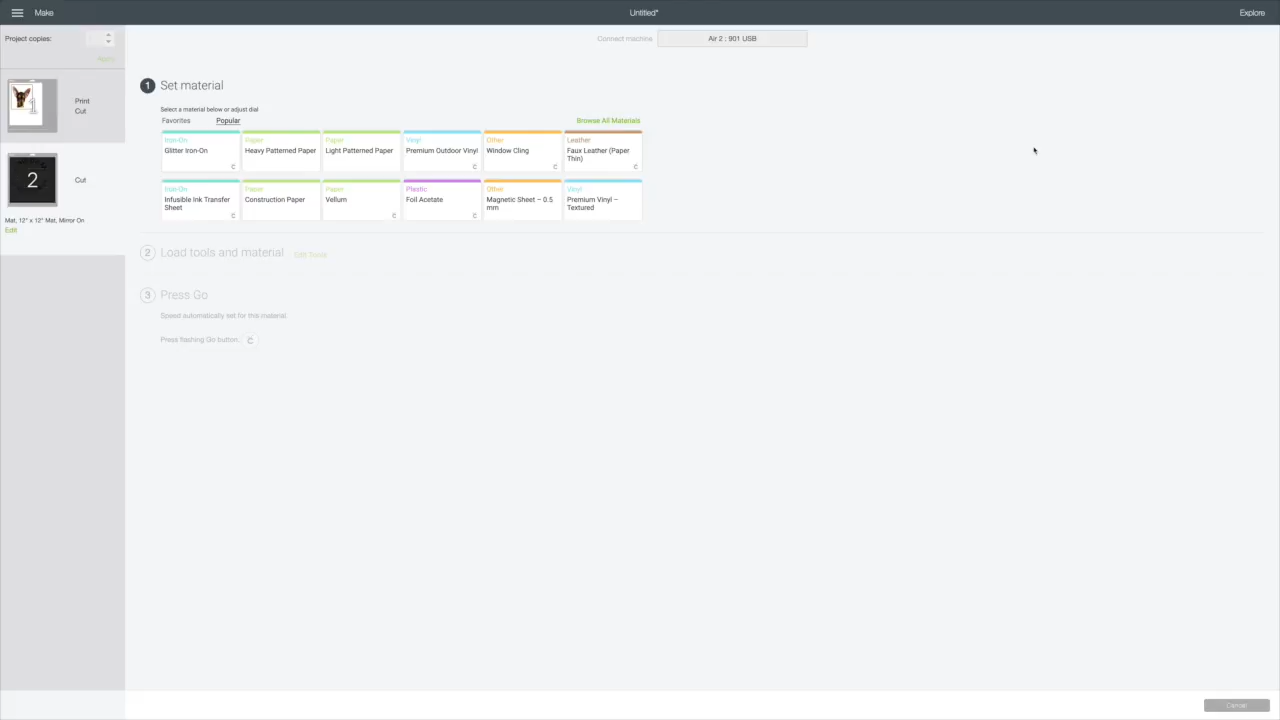 Make
Untitled*
Explore
Project copies:
Apply
Connect machine
Air 2 : 901 USB
1
Print
Cut
2
Cut
Mat, 12" x 12" Mat, Mirror On
Edit
1 Set material
Select a material below or adjust dial
Favorites
Popular
Browse All Materials
Iron-On
Glitter Iron-On
C
Paper
Heavy Patterned Paper
Paper
Light Patterned Paper
Vinyl
Premium Outdoor Vinyl
C
Other
Window Cling
C
Leather
Faux Leather (Paper
Thin)
C
Iron-On
Infusible Ink Transfer
Sheet
C
Paper
Construction Paper
Paper
Vellum
C
Plastic
Foil Acetate
C
Other
Magnetic Sheet – 0.5
mm
Vinyl
Premium Vinyl –
Textured
2 Load tools and material Edit Tools
3 Press Go
Speed automatically set for this material.
Press flashing Go button. C
Cancel